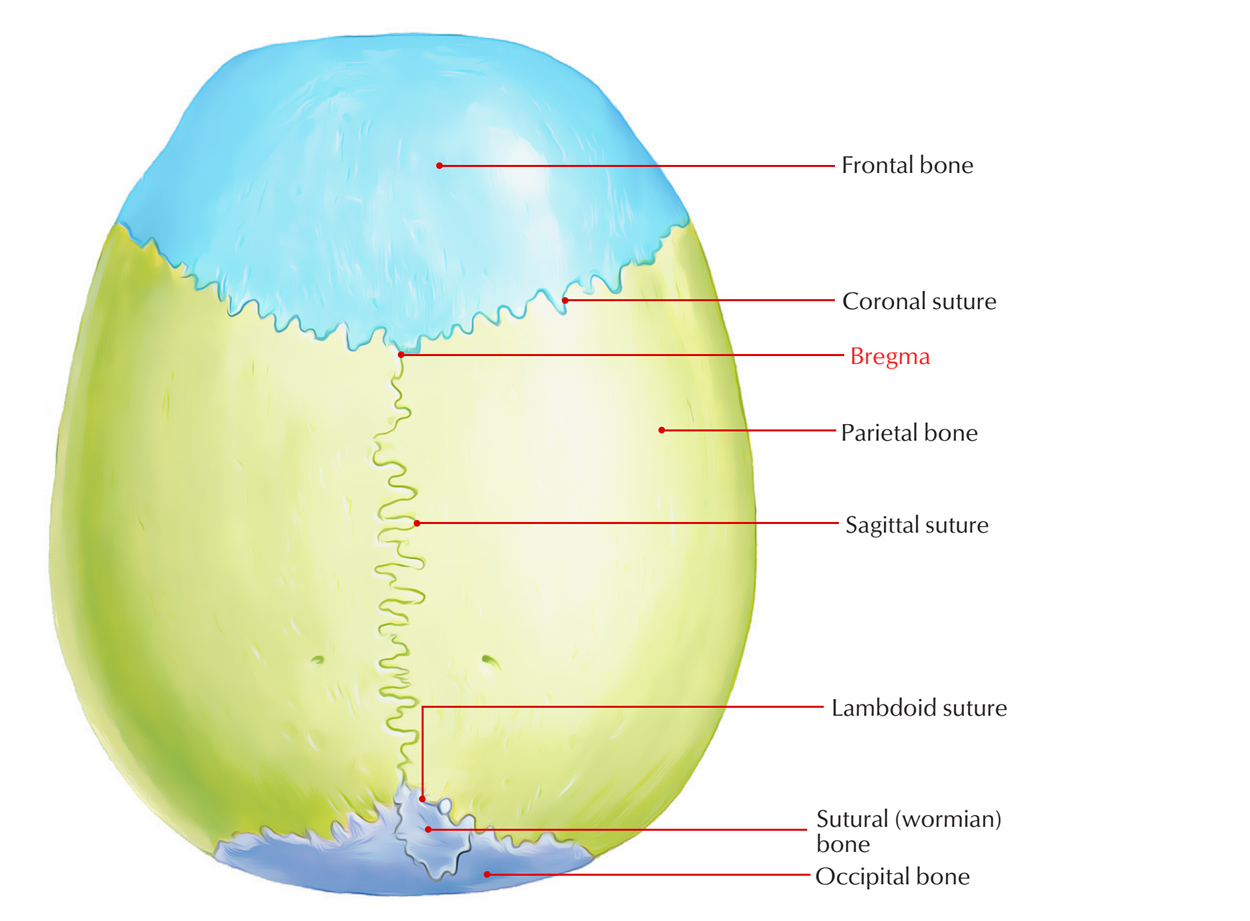 Frontal bone
Coronal suture
Bregma
Parietal bone
Sagittal suture
Lambdoid suture
Sutural (wormian)
bone
Occipital bone